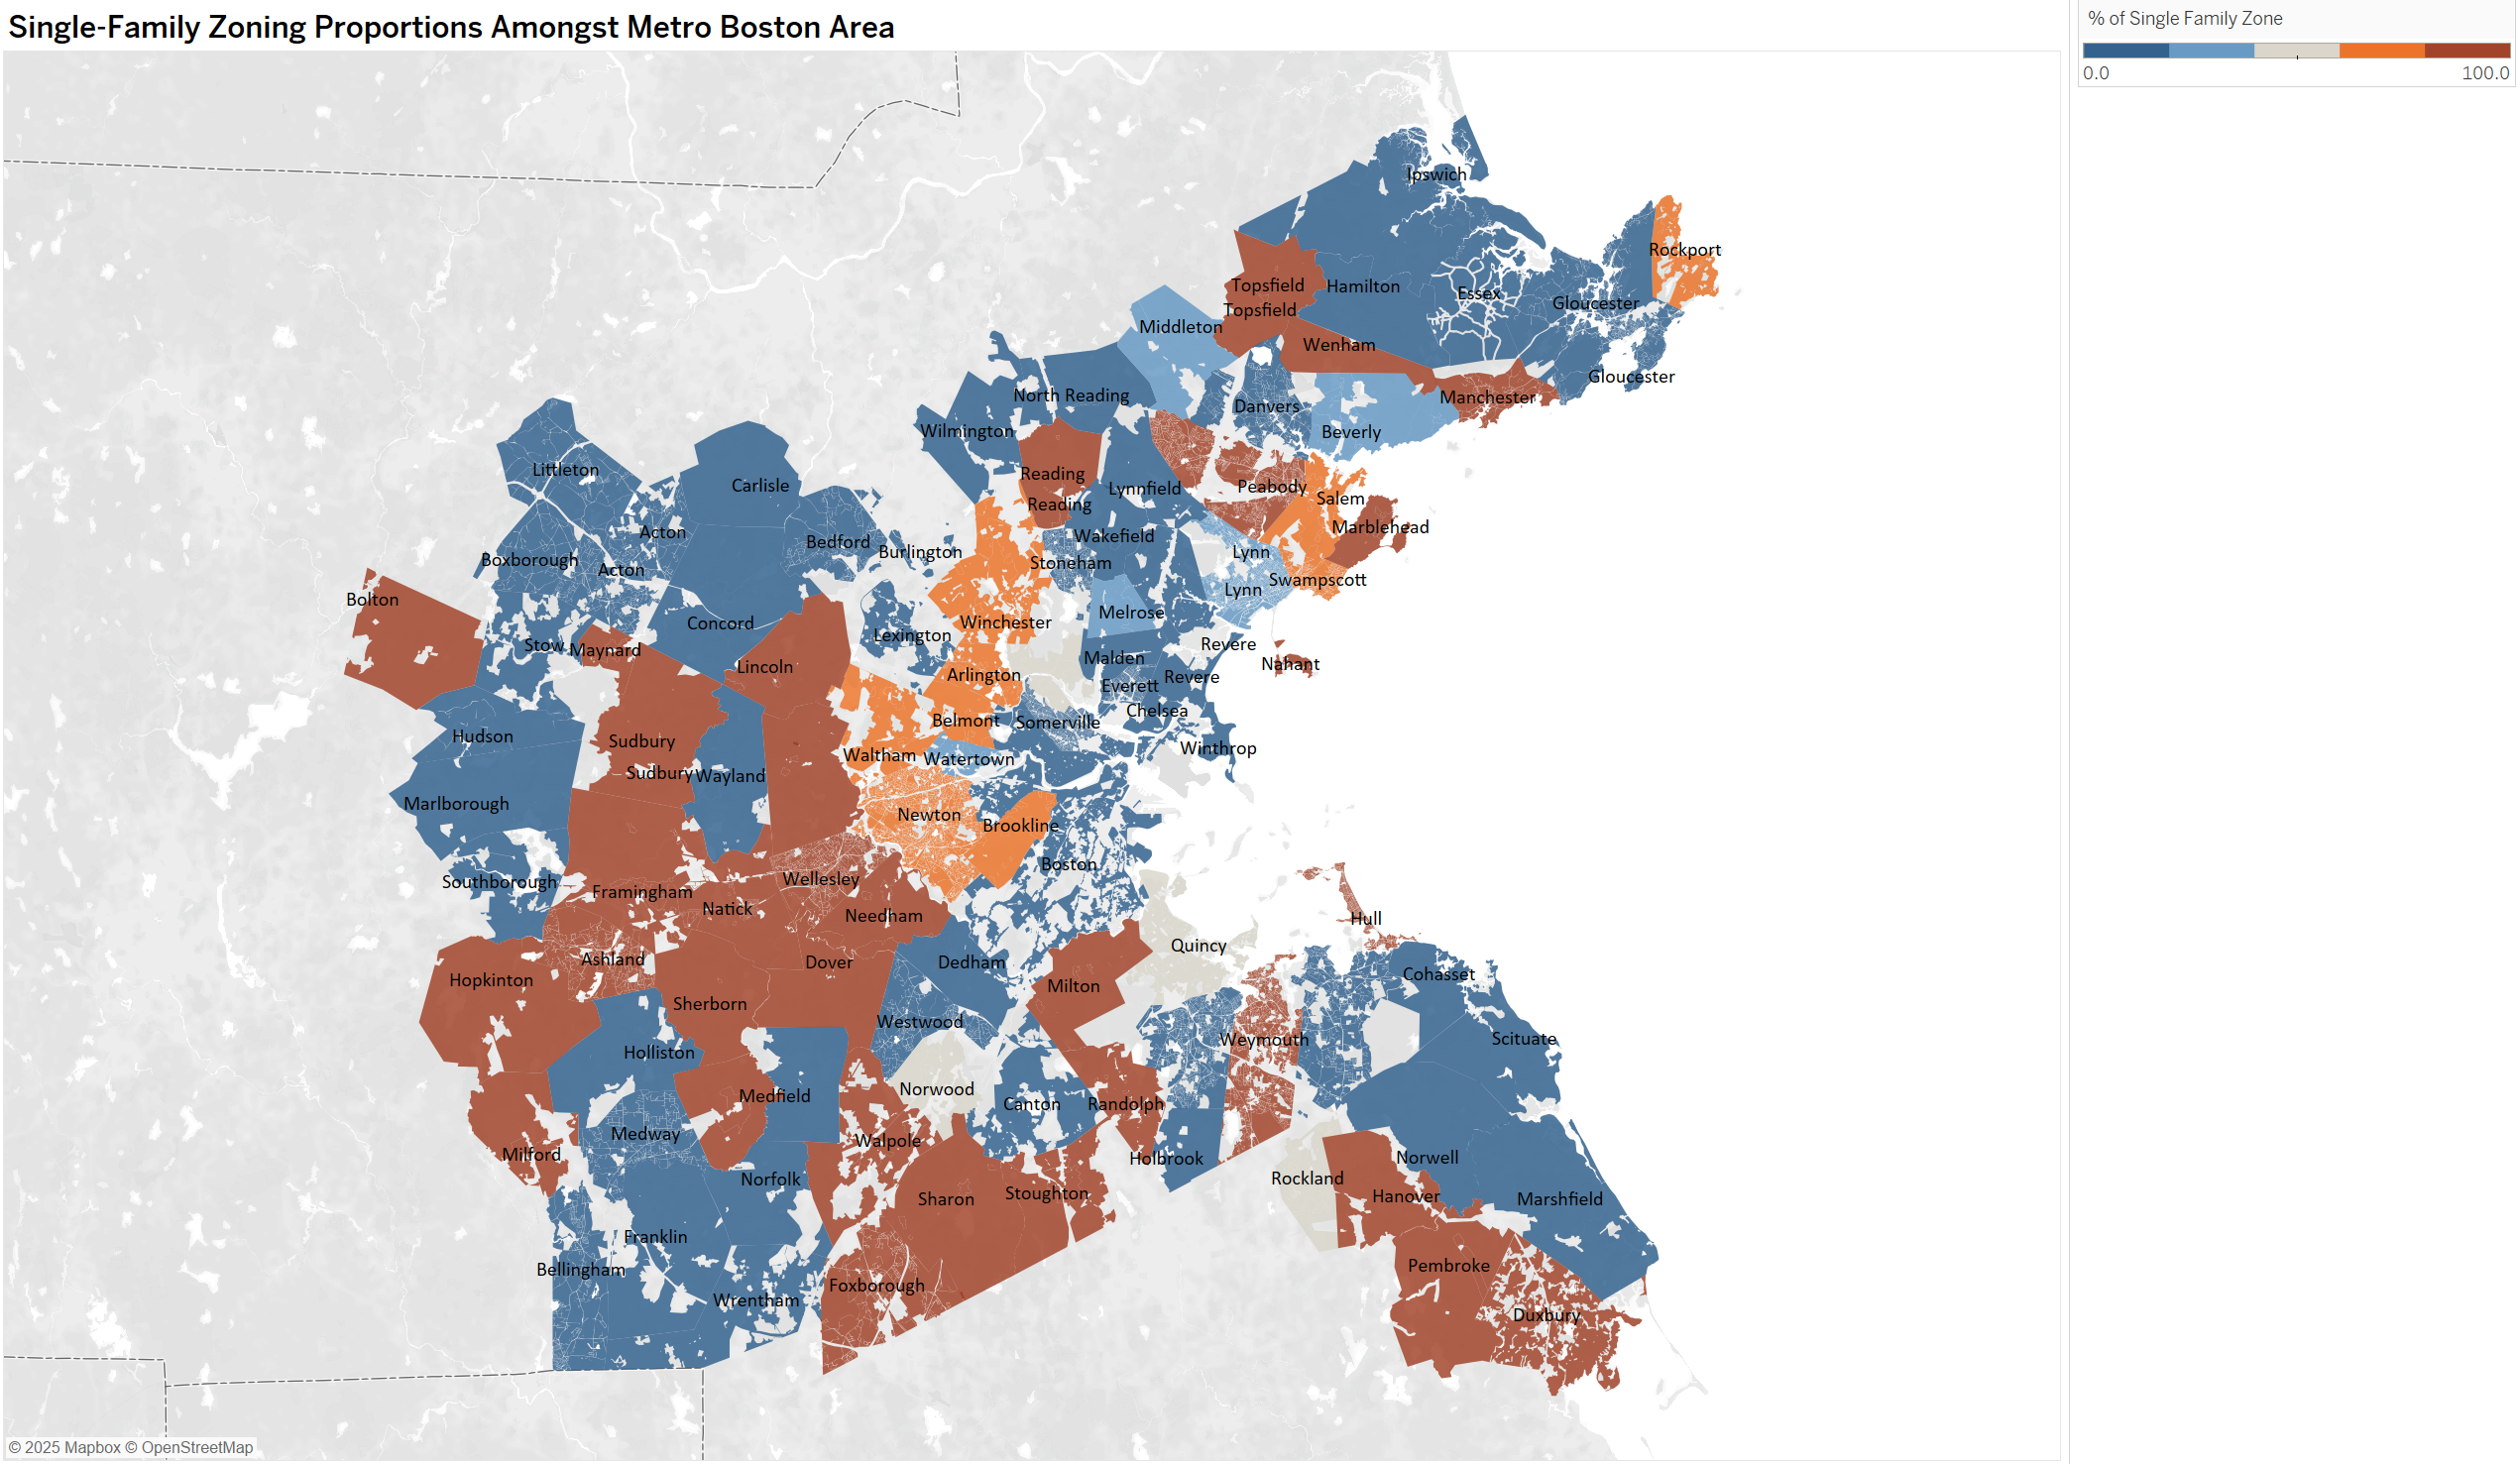 Single-Family Zoning Proportions Amongst Metro Boston Area
% of Single Family Zone
0.0
100.0
Ipswich
Rockport
Topsfield
Hamilton
Essex
Gloucester
Topsfield
Middleton
Wenham
Gloucester
North Reading
Manchester
Danvers
Wilmington
Beverly
Littleton
Reading
Carlisle
Lynnfield
Peabody
Salem
Reading
Marblehead
Acton
Wakefield
Bedford
Burlington
Lynn
Boxborough
Stoneham
Acton
Swampscott
Lynn
Bolton
Melrose
Concord
Winchester
Lexington
Stow
Revere
Maynard
Malden
Nahant
Lincoln
Arlington
Revere
Everett
Chelsea
Belmont
Somerville
Hudson
Sudbury
Winthrop
Waltham
Watertown
Sudbury
Wayland
Marlborough
Newton
Brookline
Boston
Wellesley
Southborough
Framingham
Natick
Needham
Hull
Quincy
Ashland
Dover
Dedham
Cohasset
Hopkinton
Milton
Sherborn
Westwood
Scituate
Weymouth
Holliston
Norwood
Medfield
Canton
Randolph
Medway
Walpole
Milford
Holbrook
Norwell
Norfolk
Rockland
Stoughton
Hanover
Sharon
Marshfield
Franklin
Pembroke
Bellingham
Foxborough
Wrentham
Duxbury
© 2025 Mapbox © OpenStreetMap